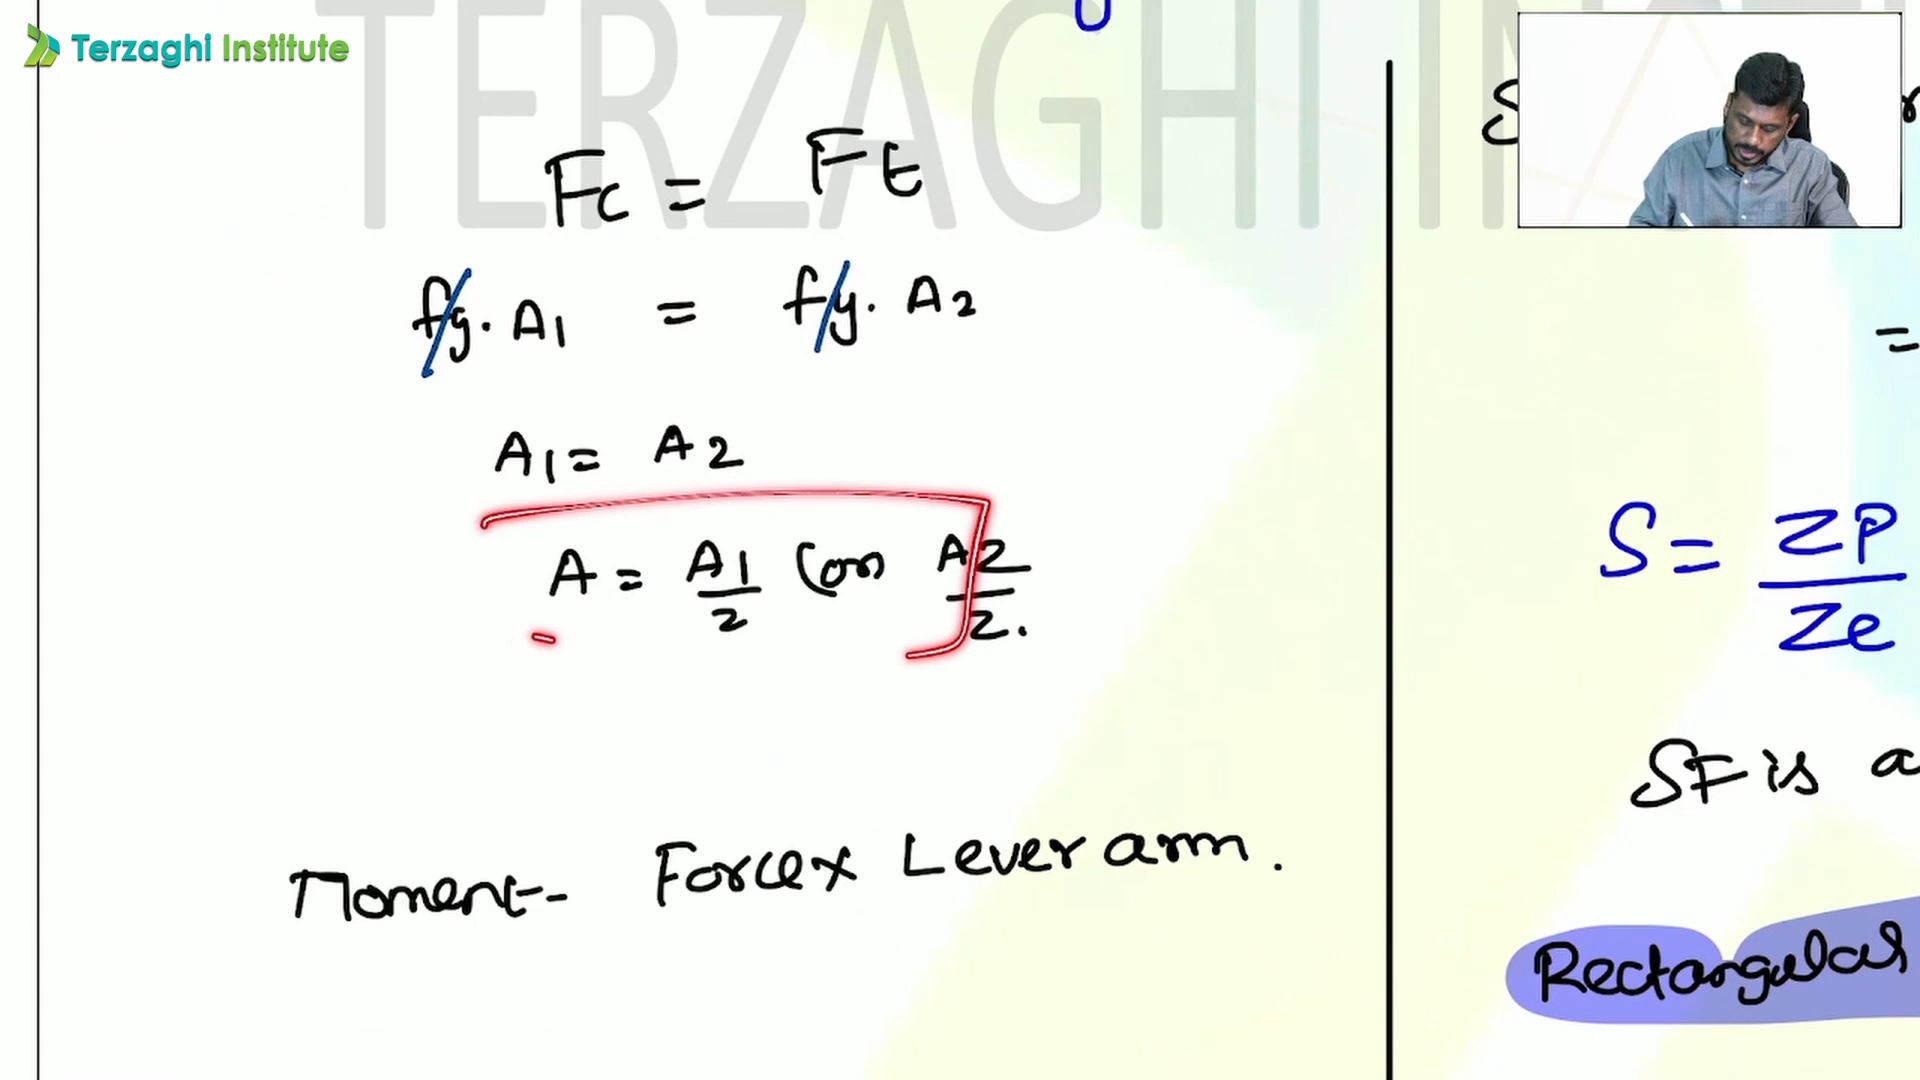 Terzaghi Institute
TERZAGHI INST
Fc = Ft
fy. A1 = fy. A2
A1 = A2
A = A1/2 (or) A2/2.
Moment - Force x Lever arm.
S
=
S = ZP/Ze
SF is a
Rectangular